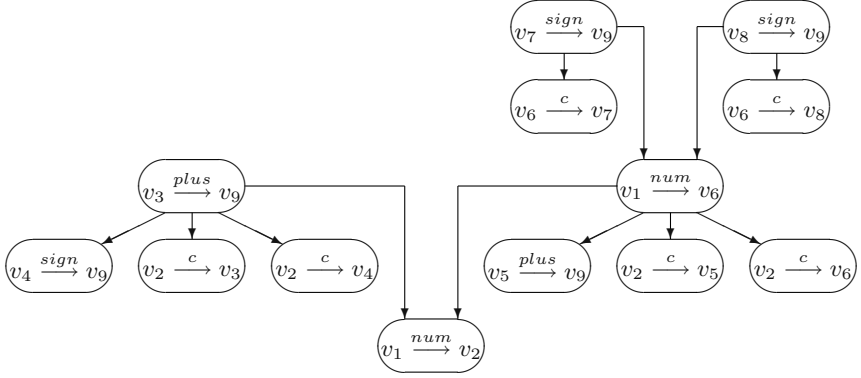 v₇ —sign→ v₉ v₈ —sign→ v₉
v₆ —c→ v₇ v₆ —c→ v₈
v₃ —plus→ v₉ v₁ —num→ v₆
v₄ —sign→ v₉ v₂ —c→ v₃ v₂ —c→ v₄ v₅ —plus→ v₉ v₂ —c→ v₅ v₂ —c→ v₆
v₁ —num→ v₂